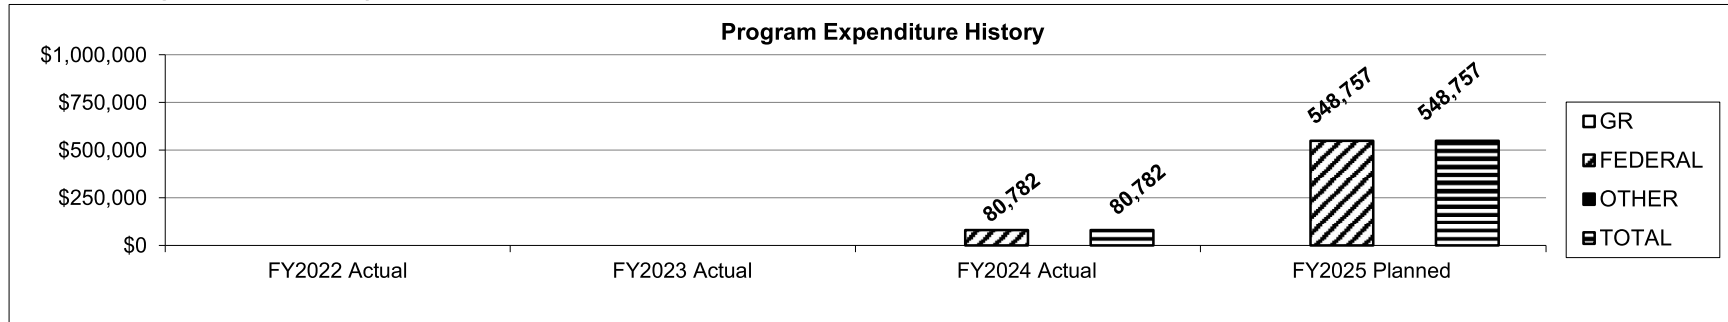 Program Expenditure History
$1,000,000
$750,000
$500,000
$250,000
$0
80,782
80,782
548,757
548,757
FY2022 Actual
FY2023 Actual
FY2024 Actual
FY2025 Planned
GR
FEDERAL
OTHER
TOTAL